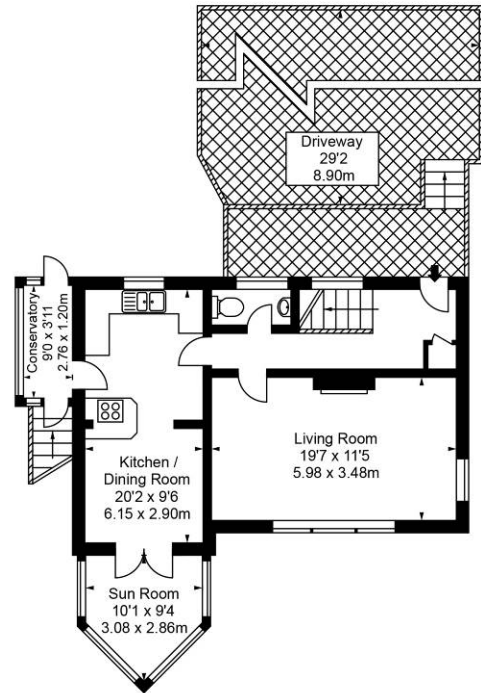 Driveway
29'2
8.90m
Conservatory
9'0 x 3'11
2.76 x 1.20m
Living Room
19'7 x 11'5
5.98 x 3.48m
Kitchen /
Dining Room
20'2 x 9'6
6.15 x 2.90m
Sun Room
10'1 x 9'4
3.08 x 2.86m